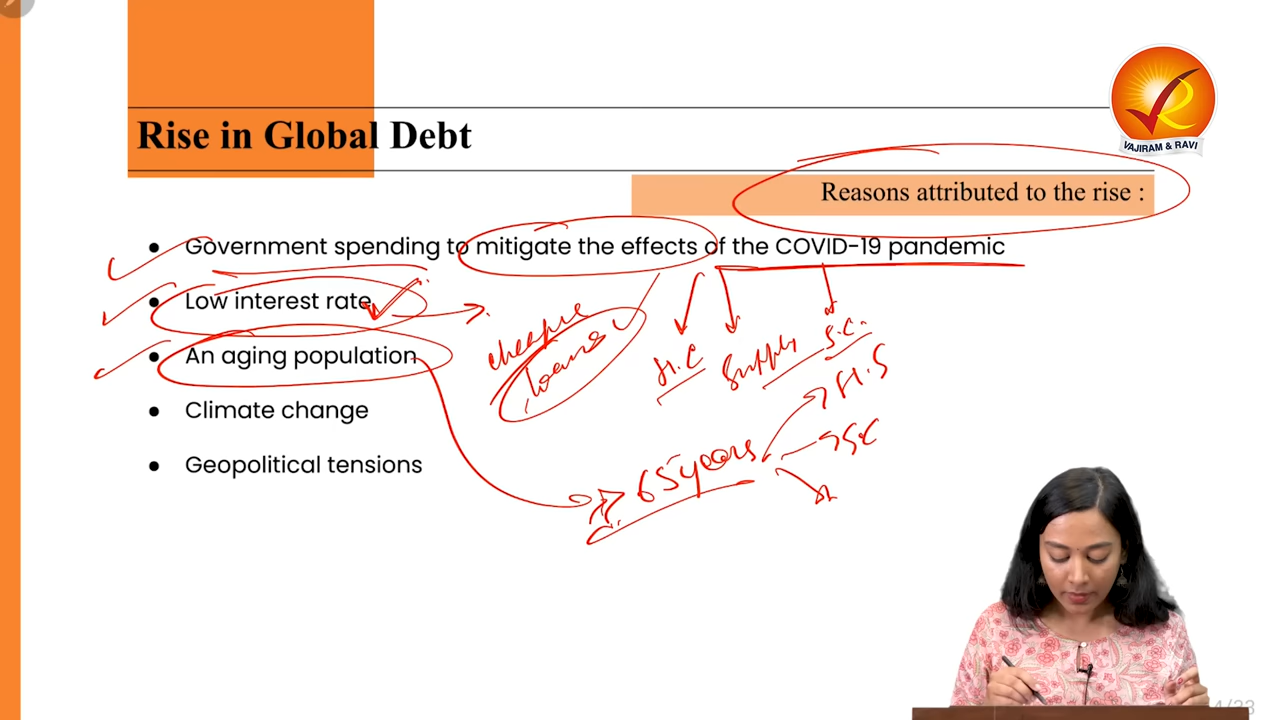 VAJIRAM & RAVI
Rise in Global Debt
Reasons attributed to the rise :
● Government spending to mitigate the effects of the COVID-19 pandemic
● Low interest rate
● An aging population
● Climate change
● Geopolitical tensions
loans
H.C
Supply
S.C.
H.S
65 years
SC